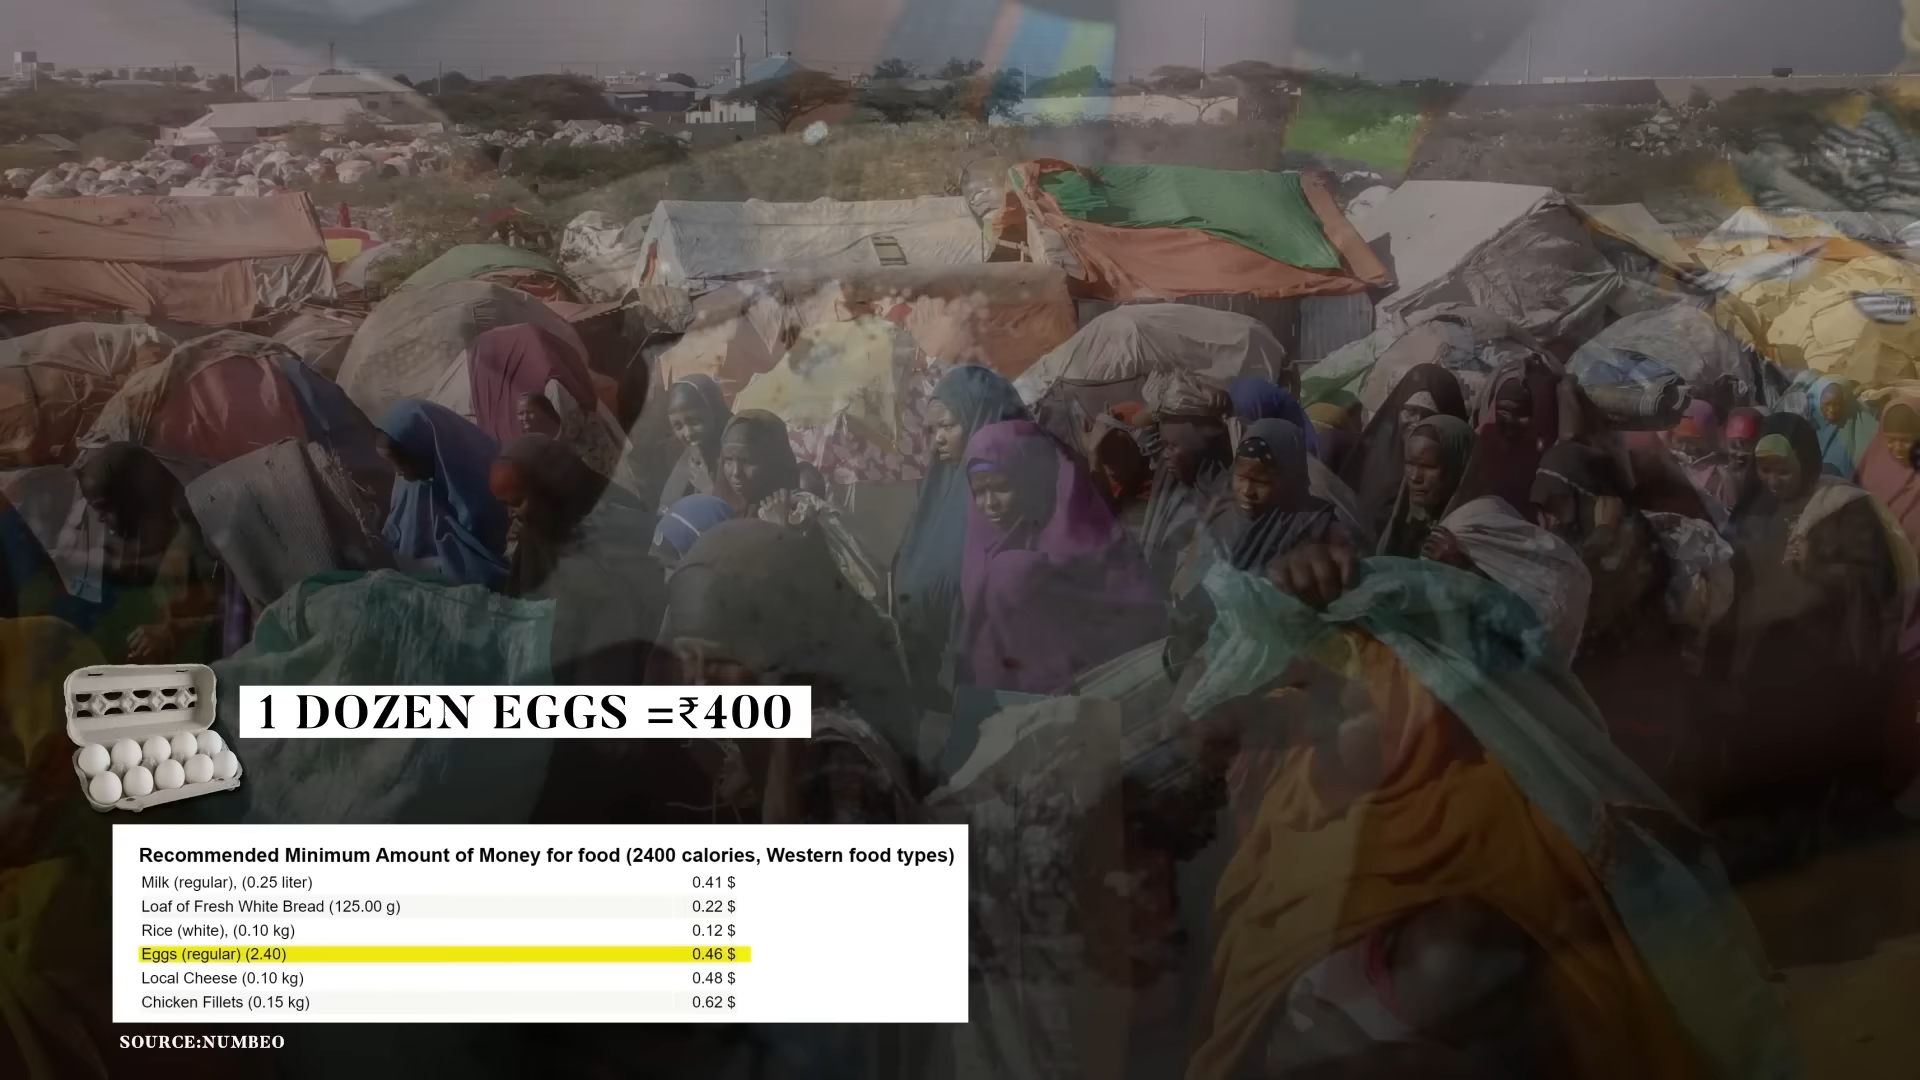 1 DOZEN EGGS =₹400
Recommended Minimum Amount of Money for food (2400 calories, Western food types)
Milk (regular), (0.25 liter) 0.41 $
Loaf of Fresh White Bread (125.00 g) 0.22 $
Rice (white), (0.10 kg) 0.12 $
Eggs (regular) (2.40) 0.46 $
Local Cheese (0.10 kg) 0.48 $
Chicken Fillets (0.15 kg) 0.62 $
SOURCE:NUMBEO